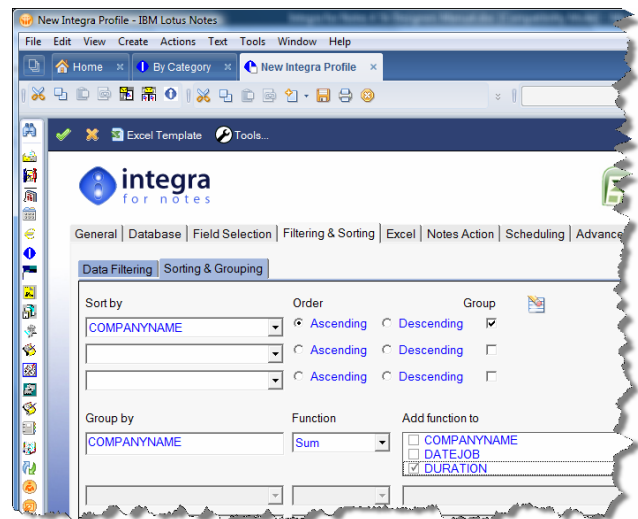 New Integra Profile - IBM Lotus Notes
File Edit View Create Actions Text Tools Window Help
Home By Category New Integra Profile
Excel Template Tools...
integra
for notes
General Database Field Selection Filtering & Sorting Excel Notes Action Scheduling Advance
Data Filtering Sorting & Grouping
Sort by Order Group
COMPANYNAME Ascending Descending
Ascending Descending
Ascending Descending
Group by Function Add function to
COMPANYNAME Sum COMPANYNAME
DATEJOB
DURATION